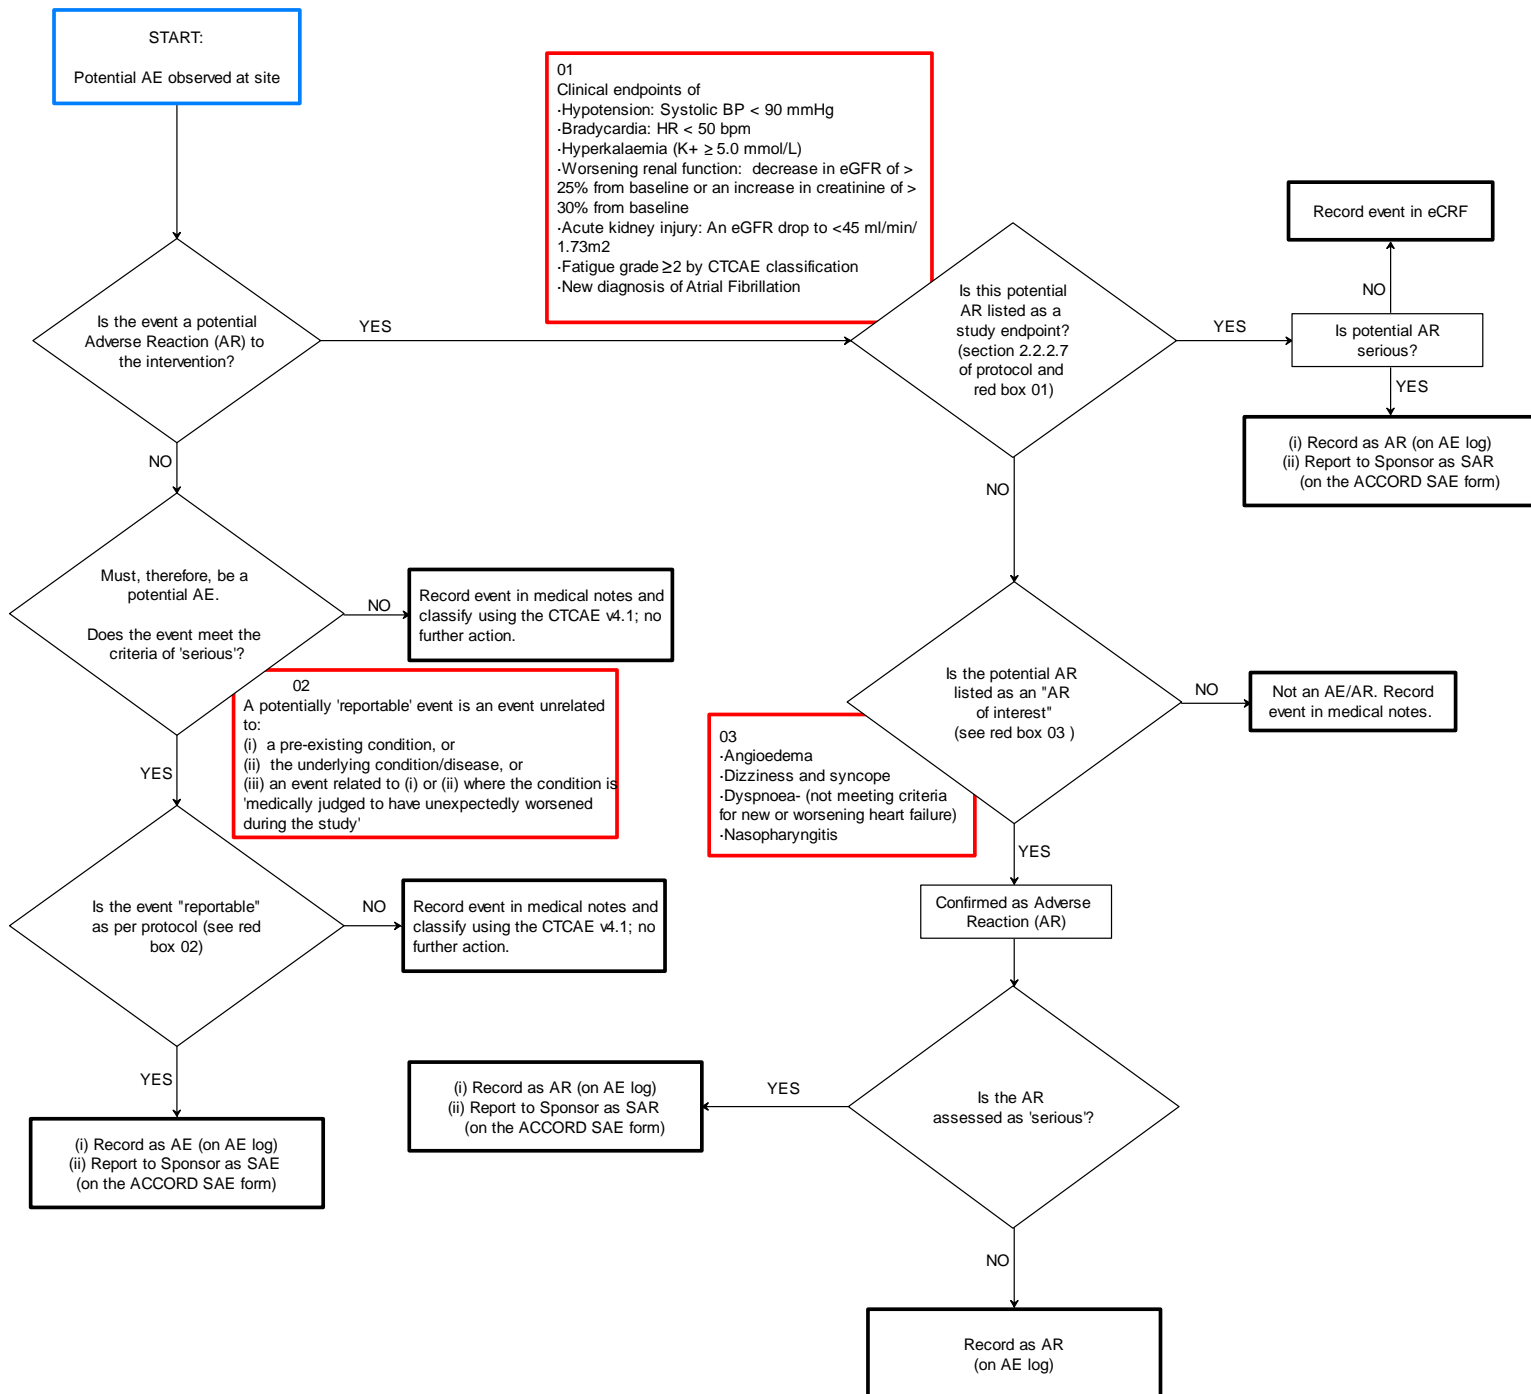 START:
Potential AE observed at site
01
Clinical endpoints of
·Hypotension: Systolic BP < 90 mmHg
·Bradycardia: HR < 50 bpm
·Hyperkalaemia (K+ ≥ 5.0 mmol/L)
·Worsening renal function:  decrease in eGFR of >
25% from baseline or an increase in creatinine of >
30% from baseline
·Acute kidney injury: An eGFR drop to <45 ml/min/
1.73m2
·Fatigue grade ≥2 by CTCAE classification
·New diagnosis of Atrial Fibrillation
Is the event a potential
Adverse Reaction (AR) to
the intervention?
YES
Is this potential
AR listed as a
study endpoint?
(section 2.2.2.7
of protocol and
red box 01)
YES
Is potential AR
serious?
NO
Record event in eCRF
YES
(i) Record as AR (on AE log)
(ii) Report to Sponsor as SAR
(on the ACCORD SAE form)
NO
NO
Must, therefore, be a
potential AE.
Does the event meet the
criteria of 'serious'?
NO
Record event in medical notes and
classify using the CTCAE v4.1; no
further action.
02
A potentially 'reportable' event is an event unrelated
to:
(i)  a pre-existing condition, or
(ii)  the underlying condition/disease, or
(iii) an event related to (i) or (ii) where the condition is
'medically judged to have unexpectedly worsened
during the study'
YES
Is the event "reportable"
as per protocol (see red
box 02)
NO
Record event in medical notes and
classify using the CTCAE v4.1; no
further action.
YES
(i) Record as AE (on AE log)
(ii) Report to Sponsor as SAE
(on the ACCORD SAE form)
Is the potential AR
listed as an "AR
of interest"
(see red box 03 )
NO
Not an AE/AR. Record
event in medical notes.
03
·Angioedema
·Dizziness and syncope
·Dyspnoea- (not meeting criteria
for new or worsening heart failure)
·Nasopharyngitis
YES
Confirmed as Adverse
Reaction (AR)
Is the AR
assessed as 'serious'?
YES
(i) Record as AR (on AE log)
(ii) Report to Sponsor as SAR
(on the ACCORD SAE form)
NO
Record as AR
(on AE log)